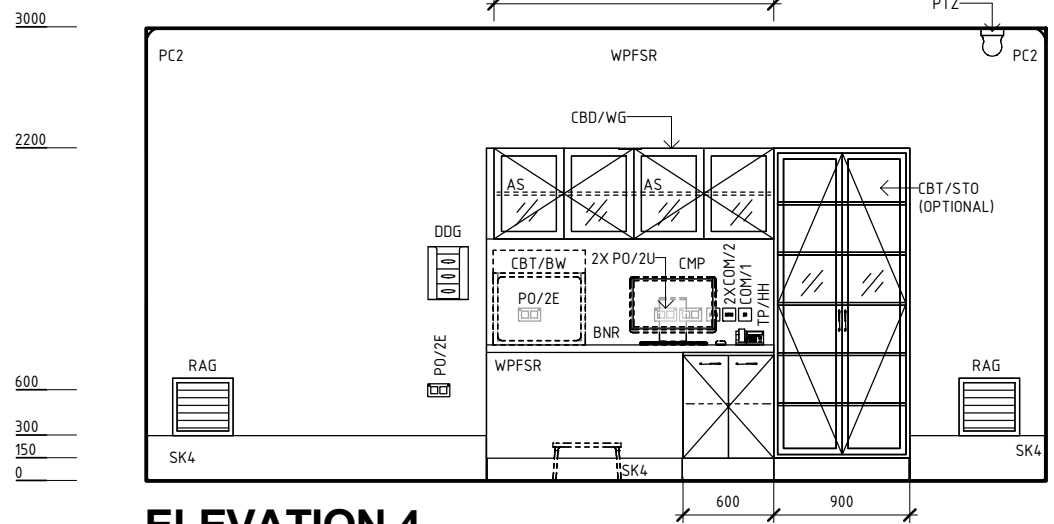 3000
PTZ
PC2
WPFSR
PC2
CBD/WG
2200
AS
AS
CBT/STO
(OPTIONAL)
DDG
CBT/BW
2X PO/2U
CMP
2XCOM/2
COM/1
TP/HH
PO/2E
BNR
PO/2E
RAG
WPFSR
RAG
600
300
150
0
SK4
SK4
SK4
600
900
ELEVATION 4